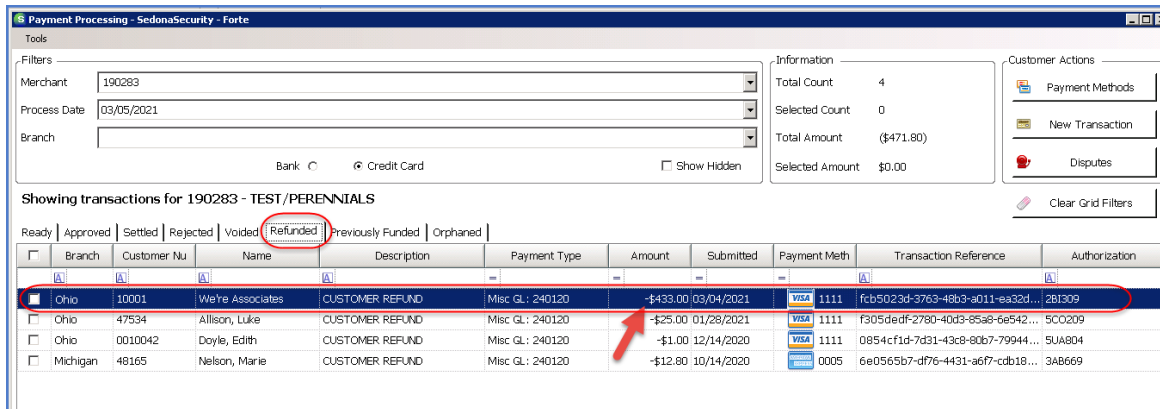 Payment Processing - SedonaSecurity - Forte
Tools
Filters
Merchant 190283
Process Date 03/05/2021
Branch
Bank Credit Card Show Hidden
Information
Total Count 4
Selected Count 0
Total Amount ($471.80)
Selected Amount $0.00
Customer Actions
Payment Methods
New Transaction
Disputes
Clear Grid Filters
Showing transactions for 190283 - TEST/PERENNIALS
Ready Approved Settled Rejected Voided Refunded Previously Funded Orphaned
Branch Customer Nu Name Description Payment Type Amount Submitted Payment Meth Transaction Reference Authorization
A A A A = = = = A A
Ohio 10001 We're Associates CUSTOMER REFUND Misc GL: 240120 -$433.00 03/04/2021 VISA 1111 fcb5023d-3763-48b3-a011-ea32d... 2BI309
Ohio 47534 Allison, Luke CUSTOMER REFUND Misc GL: 240120 -$25.00 01/28/2021 VISA 1111 f305dedf-2780-40d3-85a8-6e542... 5CO209
Ohio 0010042 Doyle, Edith CUSTOMER REFUND Misc GL: 240120 -$1.00 12/14/2020 VISA 1111 0854cf1d-7d31-43c8-80b7-79944... 5UA804
Michigan 48165 Nelson, Marie CUSTOMER REFUND Misc GL: 240120 -$12.80 10/14/2020 0005 6e0565b7-df76-4431-a6f7-cdb18... 3AB669